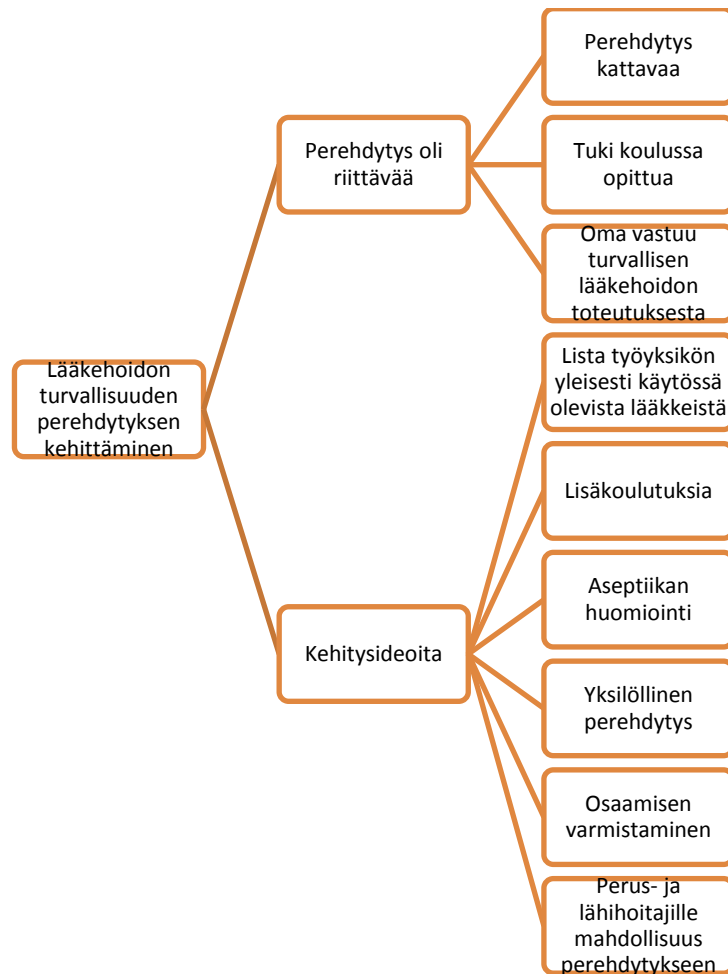 Perehdytys
kattavaa
Perehdytys oli
riittävää
Tuki koulussa
opittua
Oma vastuu
turvallisen
lääkehoidon
toteutuksesta
Lääkehoidon
turvallisuuden
perehdytyksen
kehittäminen
Lista työyksikön
yleisesti käytössä
olevista lääkkeistä
Lisäkoulutuksia
Aseptiikan
huomiointi
Kehitysideoita
Yksilöllinen
perehdytys
Osaamisen
varmistaminen
Perus- ja
lähihoitajille
mahdollisuus
perehdytykseen